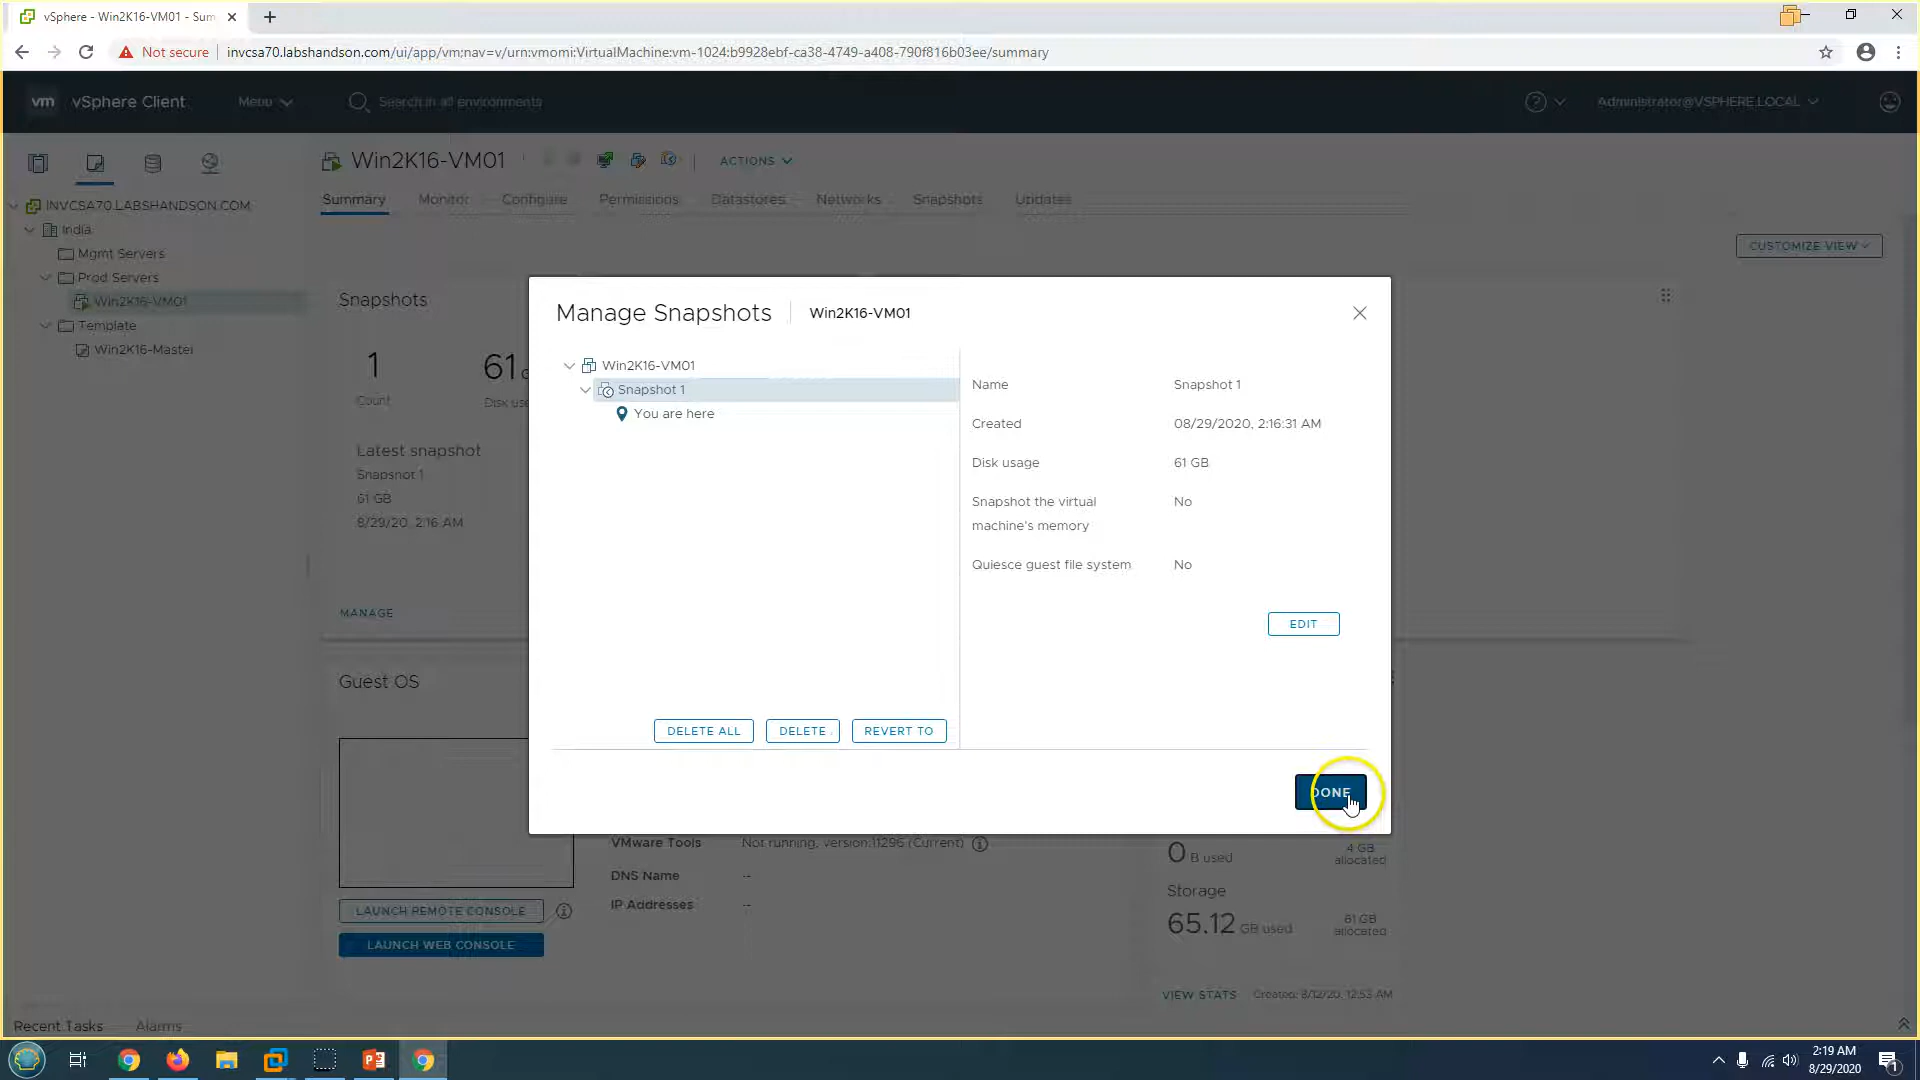 vSphere - Win2K16-VM01 - Sum
Not secure
invcsa70.labshandson.com/ui/app/vm;nav=v/urn:vmomi:VirtualMachine:vm-1024:b9928ebf-ca38-4749-a408-790f816b03ee/summary
vm vSphere Client Menu Search in all environments Administrator@VSPHERE.LOCAL
Win2K16-VM01 ACTIONS
Summary Monitor Configure Permissions Datastores Networks Snapshots Updates
INVCSA70.LABSHANDSON.COM
India
Mgmt Servers
Prod Servers
Win2K16-VM01
Template
Win2K16-Master
CUSTOMIZE VIEW
Snapshots
1
Count
61
Disk use
Latest snapshot
Snapshot 1
61 GB
8/29/20, 2:16 AM
MANAGE
Manage Snapshots Win2K16-VM01
Win2K16-VM01
Snapshot 1
You are here
Name Snapshot 1
Created 08/29/2020, 2:16:31 AM
Disk usage 61 GB
Snapshot the virtual machine's memory No
Quiesce guest file system No
EDIT
DELETE ALL DELETE REVERT TO
DONE
Guest OS
VMware Tools Not running, version:11296 (Current)
DNS Name --
IP Addresses --
LAUNCH REMOTE CONSOLE
LAUNCH WEB CONSOLE
0 B used 4 GB allocated
Storage
65.12 GB used 61 GB allocated
VIEW STATS Created: 8/12/20, 12:53 AM
Recent Tasks Alarms
2:19 AM
8/29/2020
1